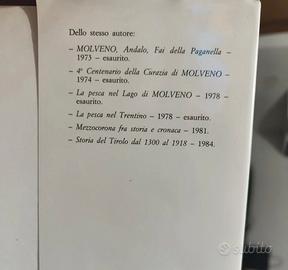 Dello stesso autore:
– MOLVENO, Andalo, Fai della Paganella –
1973 – esaurito.
– 4º Centenario della Curazia di MOLVENO –
1974 – esaurito.
– La pesca nel Lago di MOLVENO – 1978 –
esaurito.
– La pesca nel Trentino – 1978 – esaurito.
– Mezzocorona fra storia e cronaca – 1981.
– Storia del Tirolo dal 1300 al 1918 – 1984.
subito